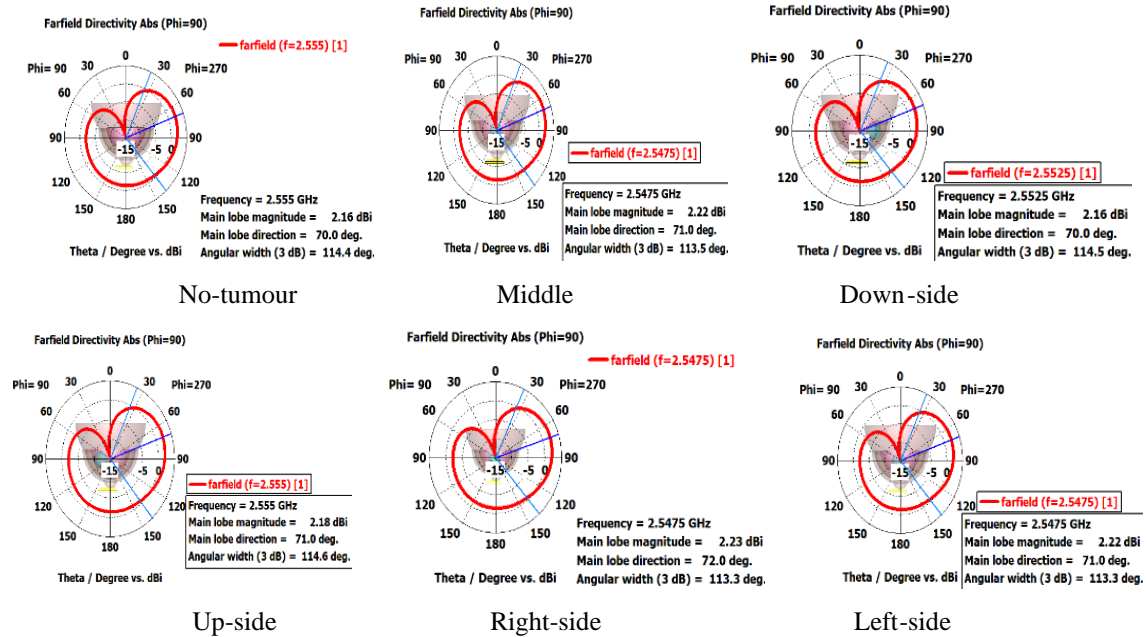 Farfield Directivity Abs (Phi=90)
farfield (f=2.555) [1]
0
Phi= 90 30 30 Phi=270
60 60
90 -15 -5 0 90
120 120
150 150
180
Frequency = 2.555 GHz
Main lobe magnitude = 2.16 dBi
Main lobe direction = 70.0 deg.
Angular width (3 dB) = 114.4 deg.
Theta / Degree vs. dBi
No-tumour
Farfield Directivity Abs (Phi=90)
0
Phi= 90 30 30 Phi=270
60 60
90 -15 -5 0 90
farfield (f=2.5475) [1]
120 120
150 150
180
Frequency = 2.5475 GHz
Main lobe magnitude = 2.22 dBi
Main lobe direction = 71.0 deg.
Angular width (3 dB) = 113.5 deg.
Theta / Degree vs. dBi
Middle
Farfield Directivity Abs (Phi=90)
0
Phi= 90 30 30 Phi=270
60 60
90 -15 -5 0 90
farfield (f=2.5525) [1]
120 120
150 150
180
Frequency = 2.5525 GHz
Main lobe magnitude = 2.16 dBi
Main lobe direction = 70.0 deg.
Angular width (3 dB) = 114.5 deg.
Theta / Degree vs. dBi
Down-side
Farfield Directivity Abs (Phi=90)
0
Phi= 90 30 30 Phi=270
60 60
90 -15 -5 0 90
farfield (f=2.555) [1]
120 120
150 150
180
Frequency = 2.555 GHz
Main lobe magnitude = 2.18 dBi
Main lobe direction = 71.0 deg.
Angular width (3 dB) = 114.6 deg.
Theta / Degree vs. dBi
Up-side
Farfield Directivity Abs (Phi=90)
farfield (f=2.5475) [1]
0
Phi= 90 30 30 Phi=270
60 60
90 -15 -5 0 90
120 120
150 150
180
Frequency = 2.5475 GHz
Main lobe magnitude = 2.23 dBi
Main lobe direction = 72.0 deg.
Angular width (3 dB) = 113.3 deg.
Theta / Degree vs. dBi
Right-side
Farfield Directivity Abs (Phi=90)
0
Phi= 90 30 30 Phi=270
60 60
90 -15 -5 0 90
farfield (f=2.5475) [1]
120 120
150 150
180
Frequency = 2.5475 GHz
Main lobe magnitude = 2.22 dBi
Main lobe direction = 71.0 deg.
Angular width (3 dB) = 113.3 deg.
Theta / Degree vs. dBi
Left-side